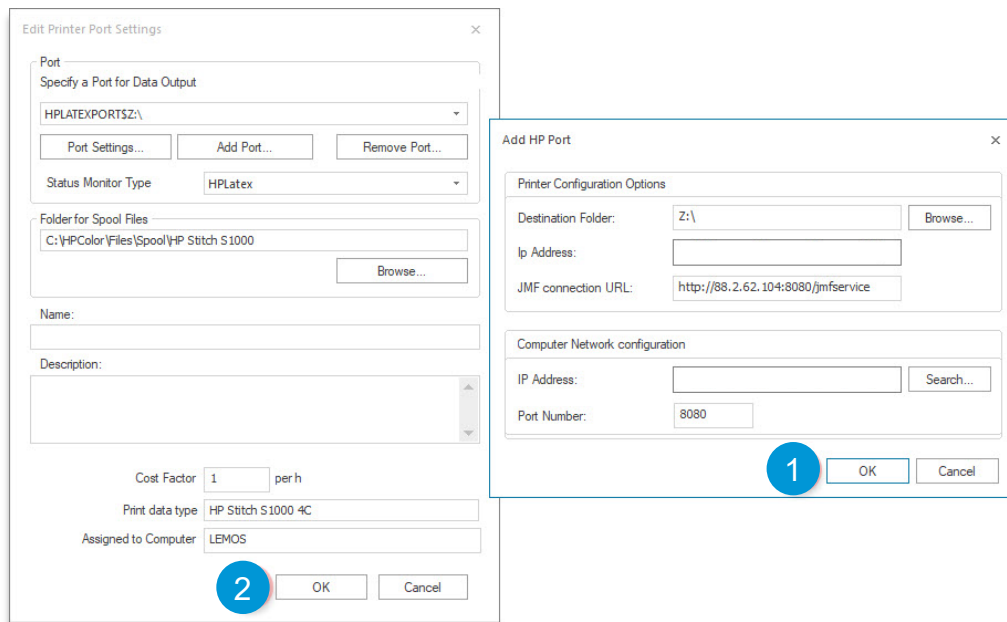 Edit Printer Port Settings
Port
Specify a Port for Data Output
HPLATEXPORT$Z:\
Port Settings... Add Port... Remove Port...
Status Monitor Type HPLatex
Folder for Spool Files
C:\HPColor\Files\Spool\HP Stitch S1000
Browse...
Name:
Description:
Cost Factor 1 per h
Print data type HP Stitch S1000 4C
Assigned to Computer LEMOS
2 OK Cancel
Add HP Port
Printer Configuration Options
Destination Folder: Z:\ Browse...
Ip Address:
JMF connection URL: http://88.2.62.104:8080/jmfservice
Computer Network configuration
IP Address: Search...
Port Number: 8080
1 OK Cancel